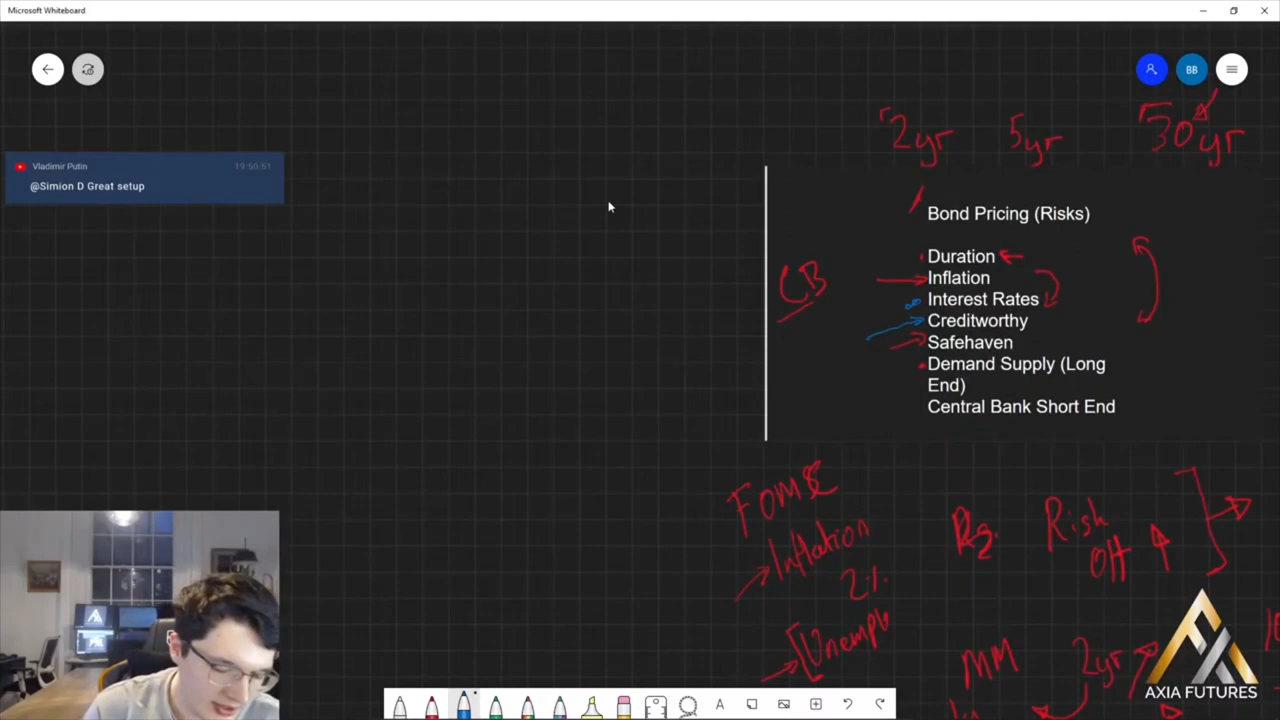 Microsoft Whiteboard
BB
2yr 5yr 30yr
Vladimir Putin 19:50:51
@Simion D Great setup
Bond Pricing (Risks)
Duration
Inflation
CB
Interest Rates
Creditworthy
Safehaven
Demand Supply (Long
End)
Central Bank Short End
Inflation
2%
Risk
Off
Unempl
MM 2yr
A
AXIA FUTURES